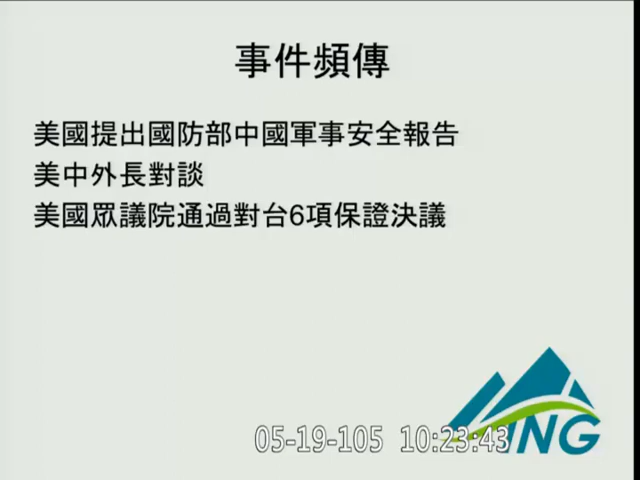 事件頻傳
美國提出國防部中國軍事安全報告
美中外長對談
美國眾議院通過對台6項保證決議
05-19-105 10:23:43